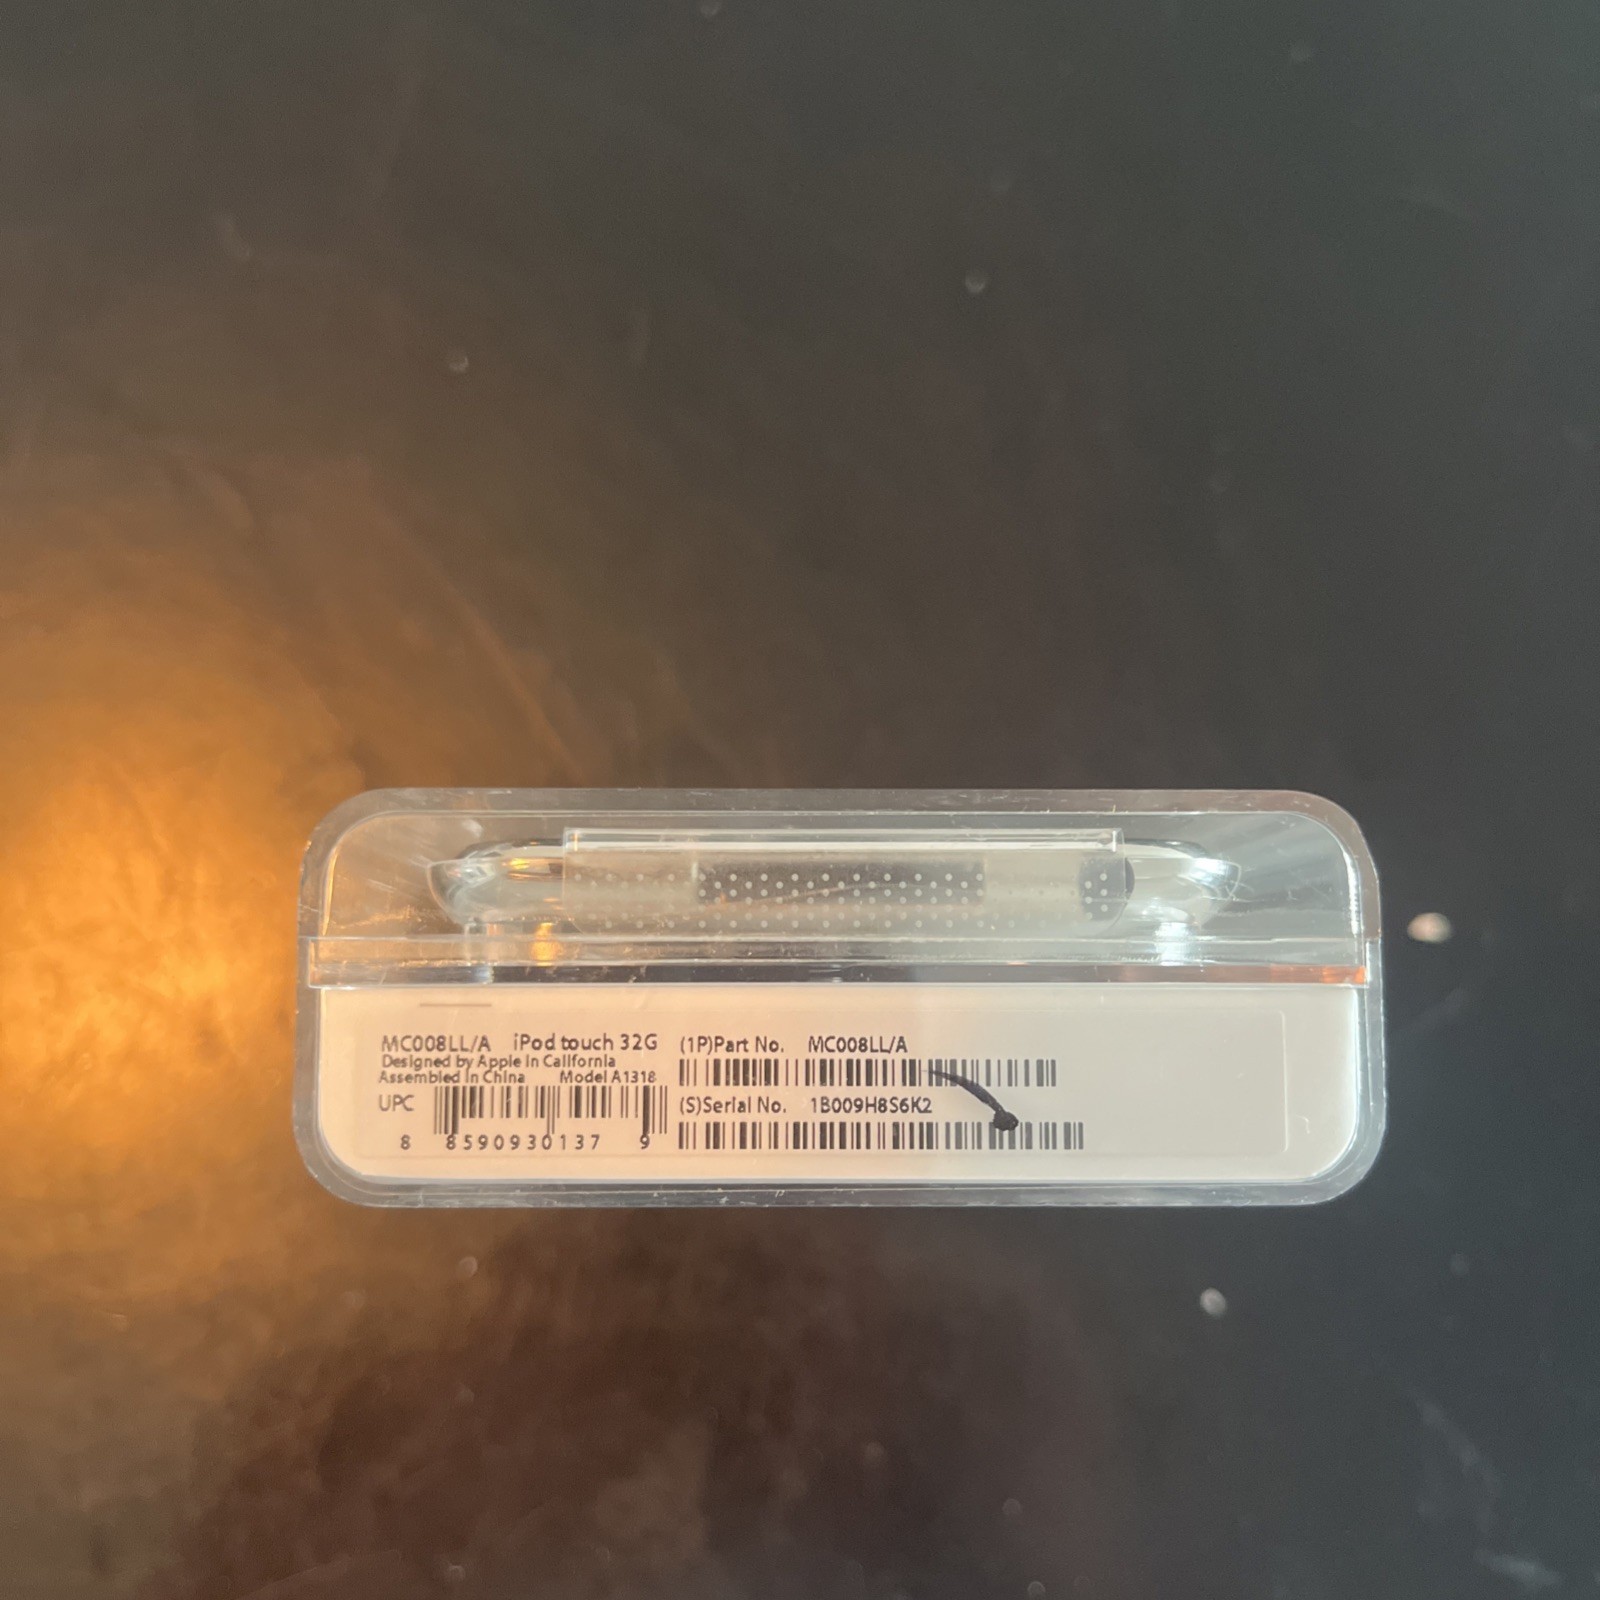 MC008LL/A iPod touch 32G
Designed by Apple in California
Assembled in China Model A1318
UPC
8 8590930137 9
(1P)Part No. MC008LL/A
(S)Serial No. 1B009H8S6K2